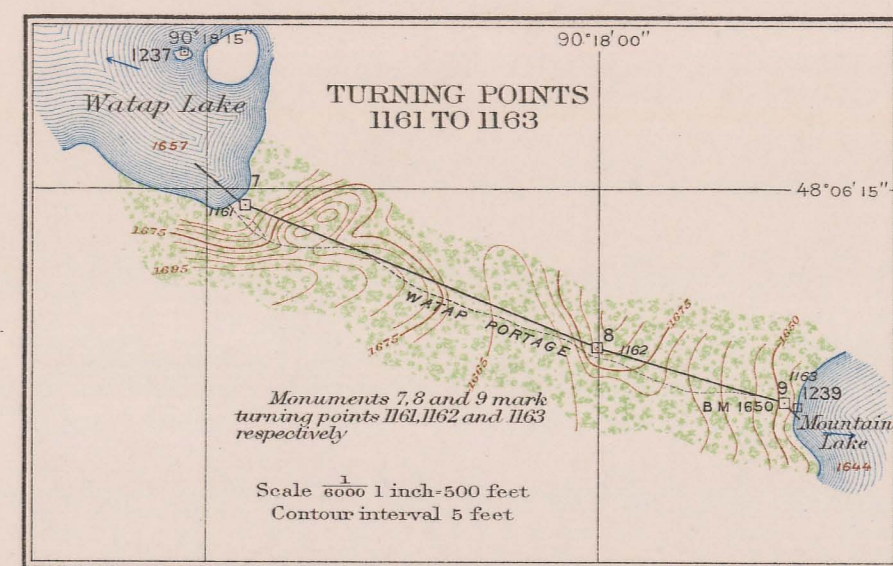 90°18'15"
90°18'00"
1237
Watap Lake
TURNING POINTS
1161 TO 1163
1657
7
48°06'15"
1161
1675
1695
WATAP PORTAGE
8
1162
1675
1650
1675
1695
9
1163
1239
B M 1650
Mountain
Lake
1644
Monuments 7, 8 and 9 mark
turning points 1161, 1162 and 1163
respectively
Scale 1/6000 1 inch=500 feet
Contour interval 5 feet